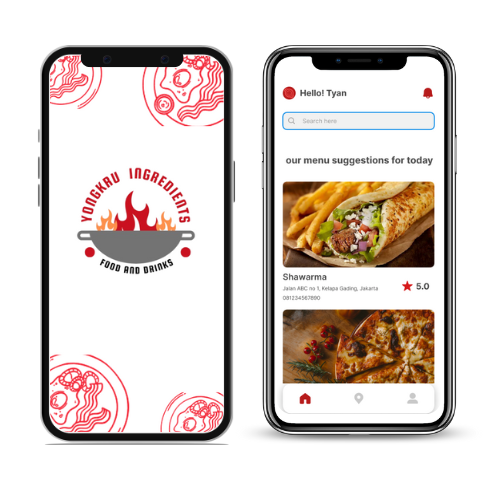 YONGKRU INGREDIENTS
FOOD AND DRINKS
Hello! Tyan
Search here
our menu suggestions for today
Shawarma
5.0
Jalan ABC no 1, Kelapa Gading, Jakarta
081234567890